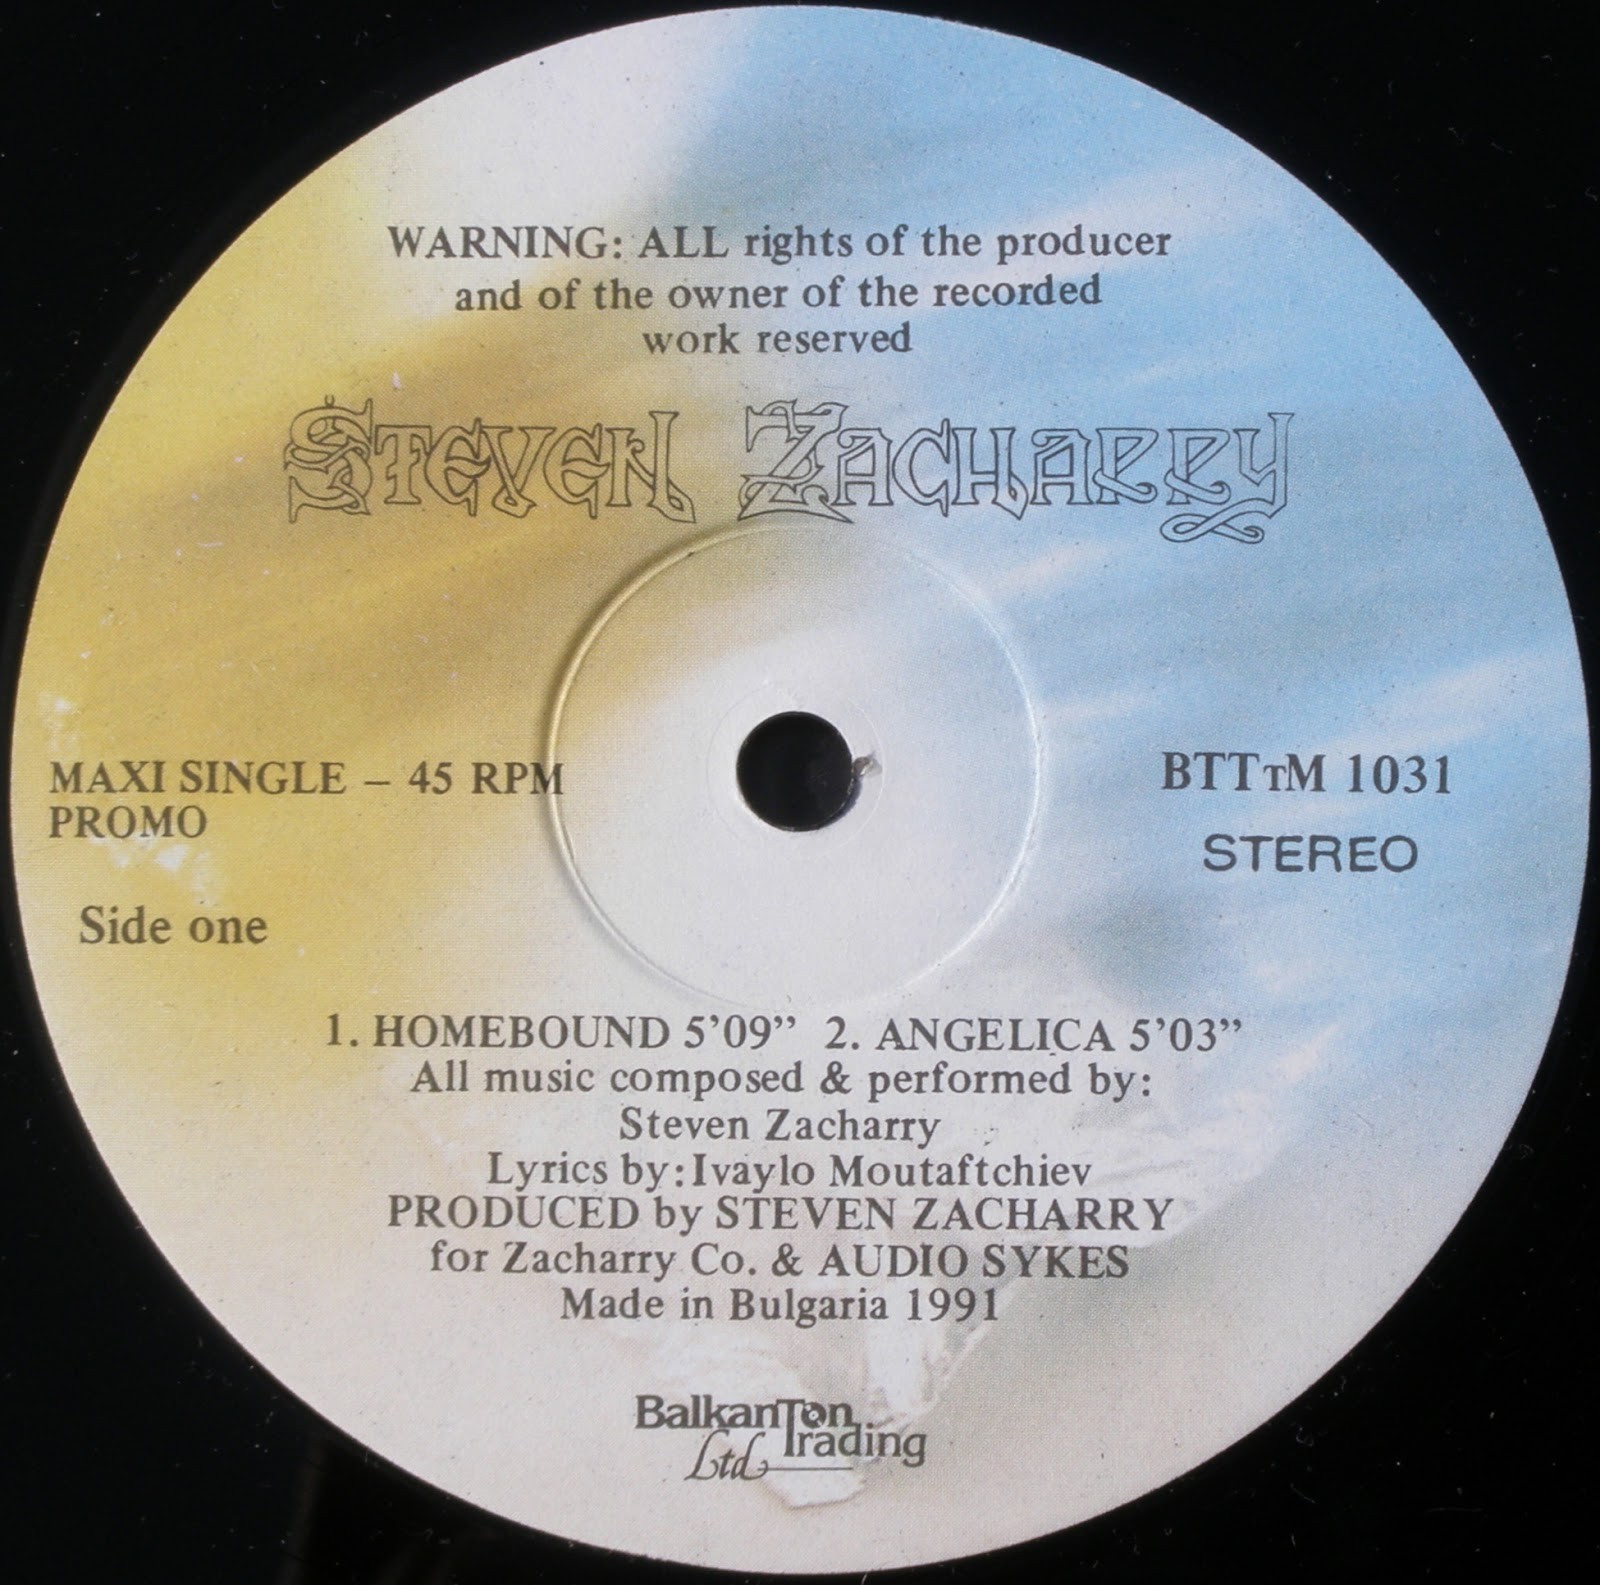 WARNING: ALL rights of the producer
and of the owner of the recorded
work reserved
STEVEN ZACHARRY
MAXI SINGLE – 45 RPM
PROMO
BTTTM 1031
STEREO
Side one
1. HOMEBOUND 5’09” 2. ANGELICA 5’03”
All music composed & performed by:
Steven Zacharry
Lyrics by:Ivaylo Moutaftchiev
PRODUCED by STEVEN ZACHARRY
for Zacharry Co. & AUDIO SYKES
Made in Bulgaria 1991
BalkanTon
Trading
Ltd